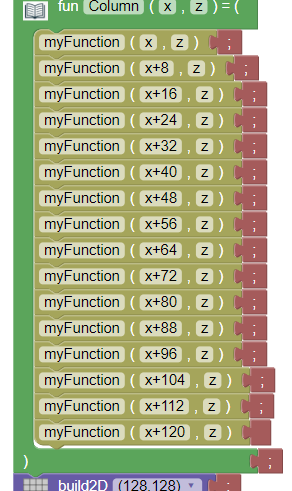 fun Column ( x , z ) = (
myFunction ( x , z ) ;
myFunction ( x+8 , z ) ;
myFunction ( x+16 , z ) ;
myFunction ( x+24 , z ) ;
myFunction ( x+32 , z ) ;
myFunction ( x+40 , z ) ;
myFunction ( x+48 , z ) ;
myFunction ( x+56 , z ) ;
myFunction ( x+64 , z ) ;
myFunction ( x+72 , z ) ;
myFunction ( x+80 , z ) ;
myFunction ( x+88 , z ) ;
myFunction ( x+96 , z ) ;
myFunction ( x+104 , z ) ;
myFunction ( x+112 , z ) ;
myFunction ( x+120 , z ) ;
) ;
build2D (128,128) ;